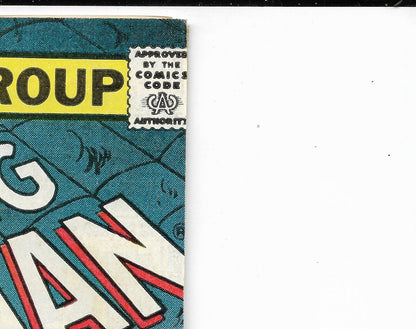 ROUP
APPROVED
BY THE
COMICS
CODE
CA
AUTHORITY
G
AN
®